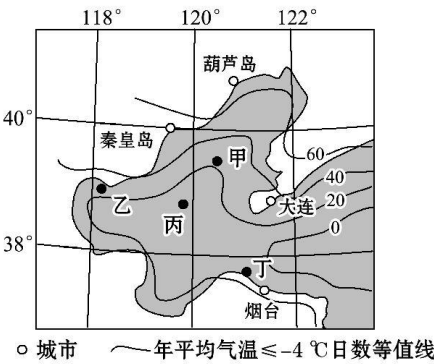 118° 120° 122°
葫芦岛
40°
秦皇岛
甲
60
40
大连
20
乙
丙
0
38°
丁
烟台
城市 年平均气温≤-4 ℃日数等值线